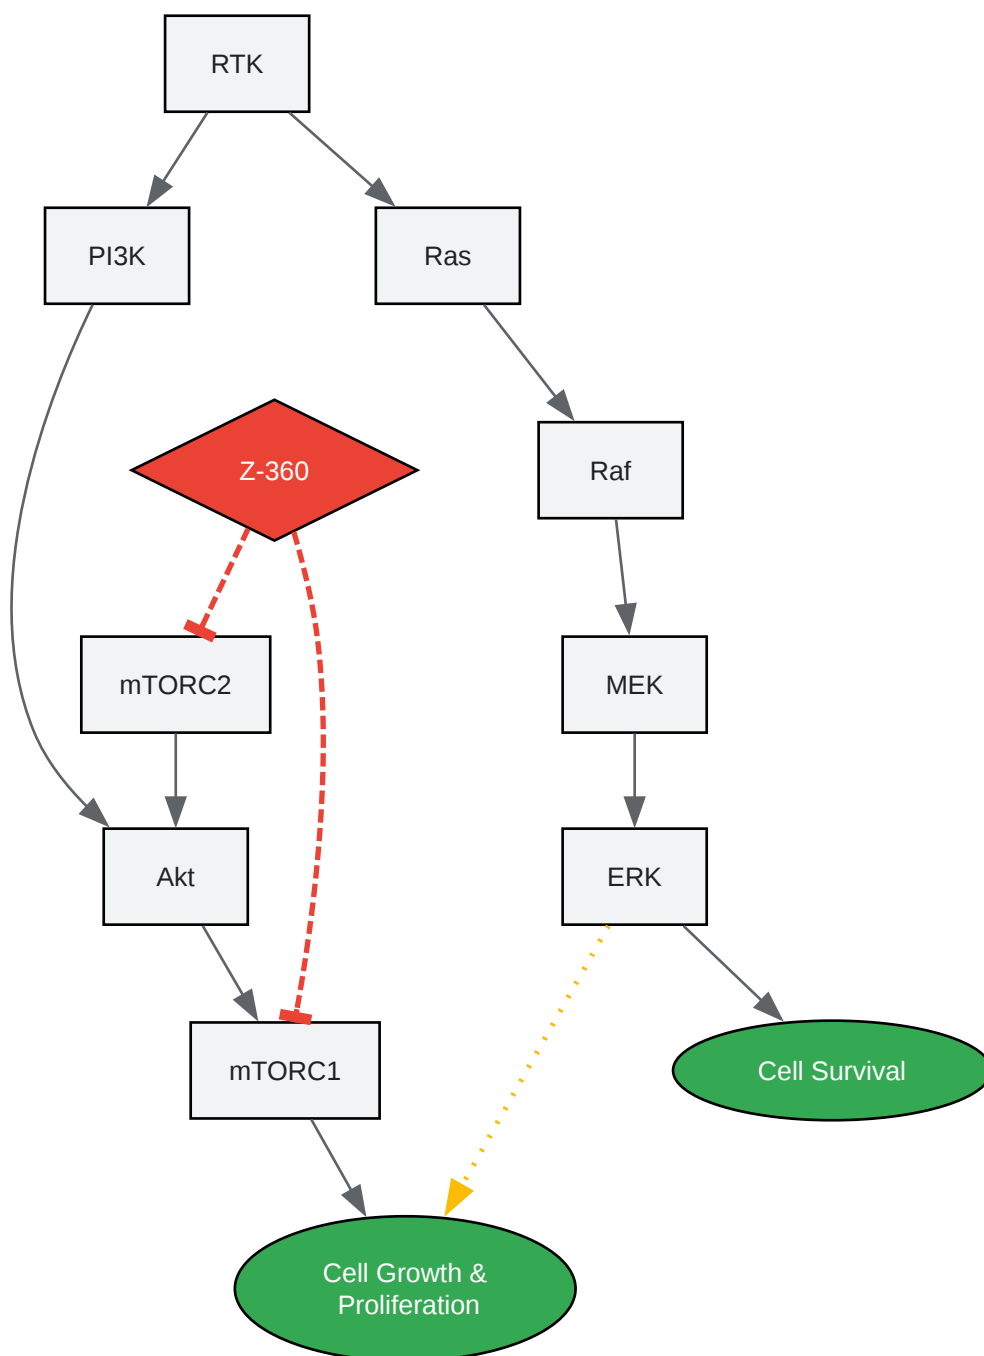 RTK
PI3K
Ras
Z-360
Raf
mTORC2
MEK
Akt
ERK
mTORC1
Cell Survival
Cell Growth &
Proliferation